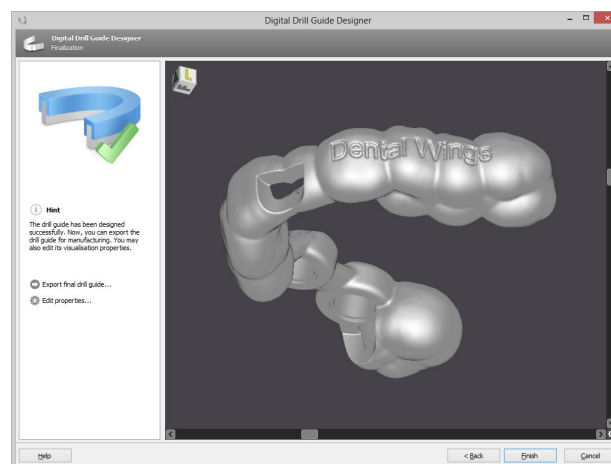 Digital Drill Guide Designer
Digital Drill Guide Designer
Finalization
L
Dental Wings
Hint
The drill guide has been designed
successfully. Now, you can export the
drill guide for manufacturing. You may
also edit its visualisation properties.
Export final drill guide...
Edit properties...
Help
< Back
Finish
Cancel